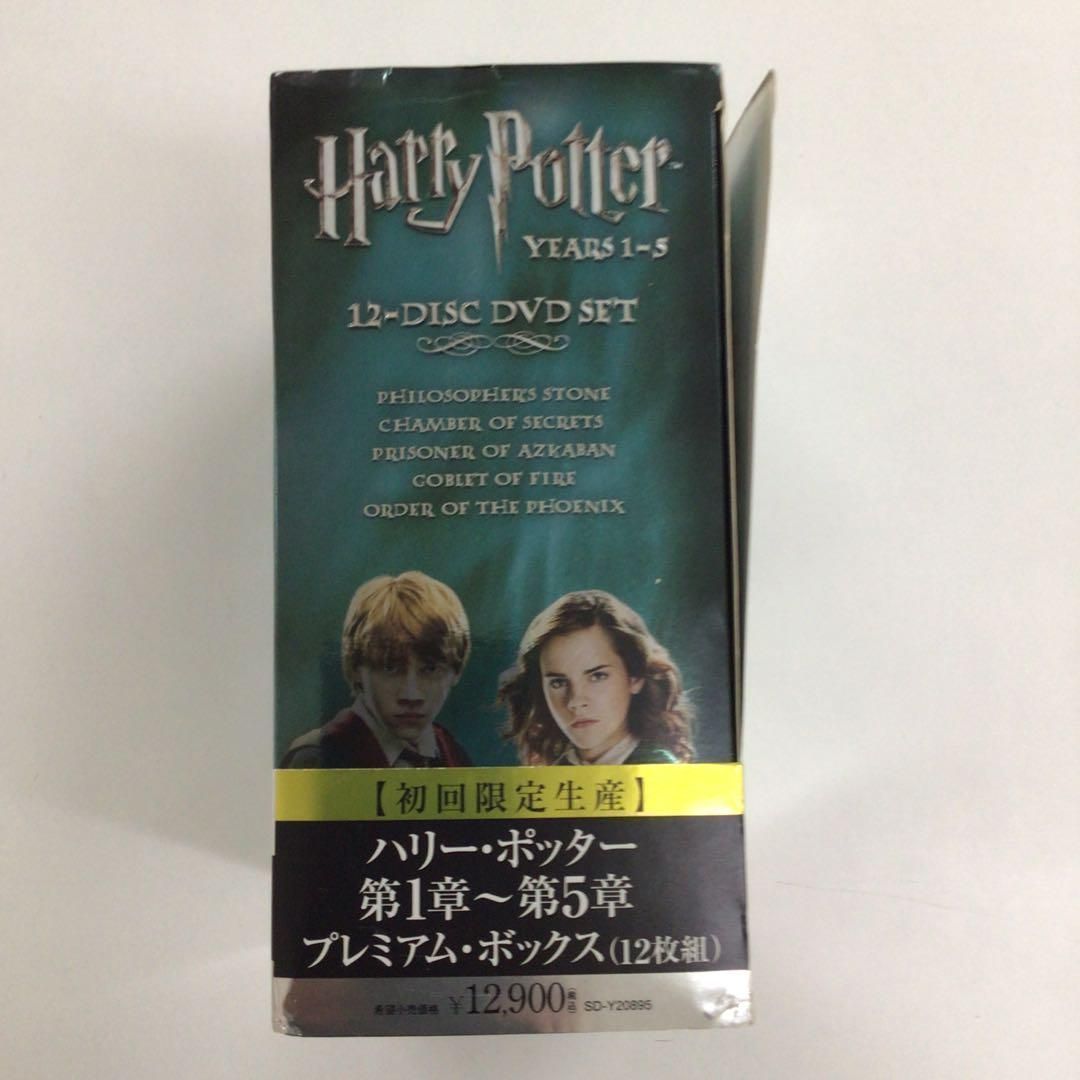 Harry Potter™
YEARS 1-5
12-DISC DVD SET
PHILOSOPHER'S STONE
CHAMBER OF SECRETS
PRISONER OF AZKABAN
GOBLET OF FIRE
ORDER OF THE PHOENIX
【初回限定生産】
ハリー・ポッター
第1章～第5章
プレミアム・ボックス(12枚組)
希望小売価格 ¥12,900(税込) SD-Y20895